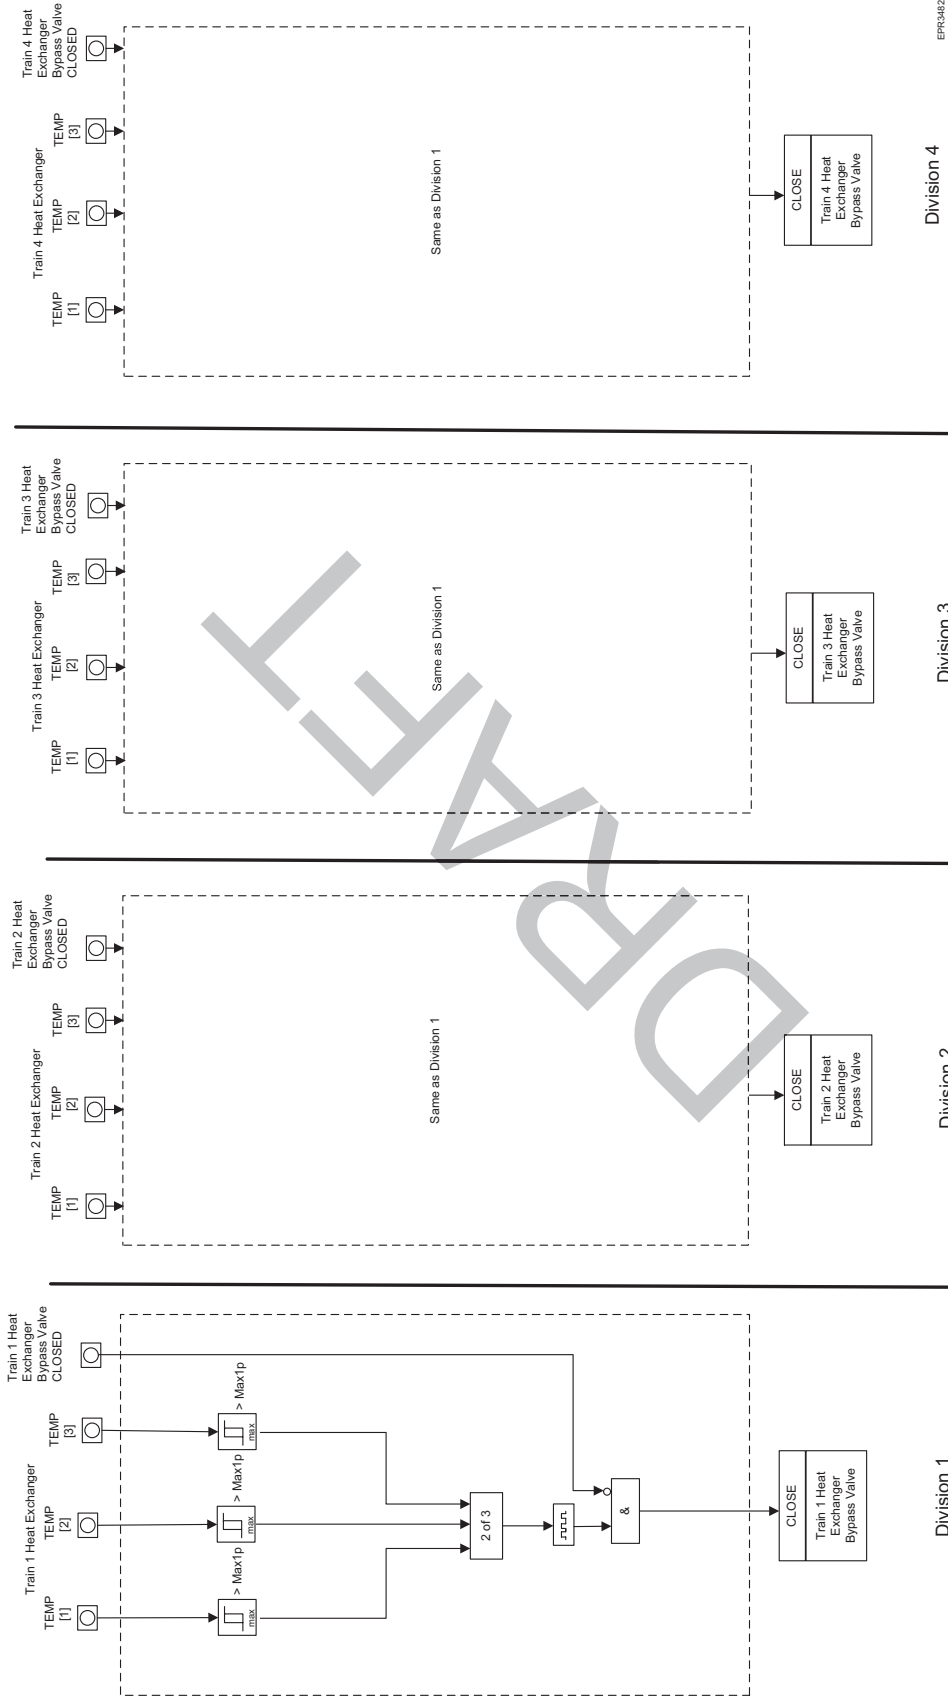 Train 1 Heat
Exchanger
Bypass Valve
CLOSED
Train 1 Heat Exchanger
TEMP
[1]
TEMP
[2]
TEMP
[3]
> Max1p
> Max1p
> Max1p
max
max
max
2 of 3
&
CLOSE
Train 1 Heat
Exchanger
Bypass Valve
Division 1
Train 2 Heat
Exchanger
Bypass Valve
CLOSED
Train 2 Heat Exchanger
TEMP
[1]
TEMP
[2]
TEMP
[3]
Same as Division 1
CLOSE
Train 2 Heat
Exchanger
Bypass Valve
Division 2
Train 3 Heat
Exchanger
Bypass Valve
CLOSED
Train 3 Heat Exchanger
TEMP
[1]
TEMP
[2]
TEMP
[3]
Same as Division 1
CLOSE
Train 3 Heat
Exchanger
Bypass Valve
Division 3
Train 4 Heat
Exchanger
Bypass Valve
CLOSED
Train 4 Heat Exchanger
TEMP
[1]
TEMP
[2]
TEMP
[3]
Same as Division 1
CLOSE
Train 4 Heat
Exchanger
Bypass Valve
Division 4
DRAFT